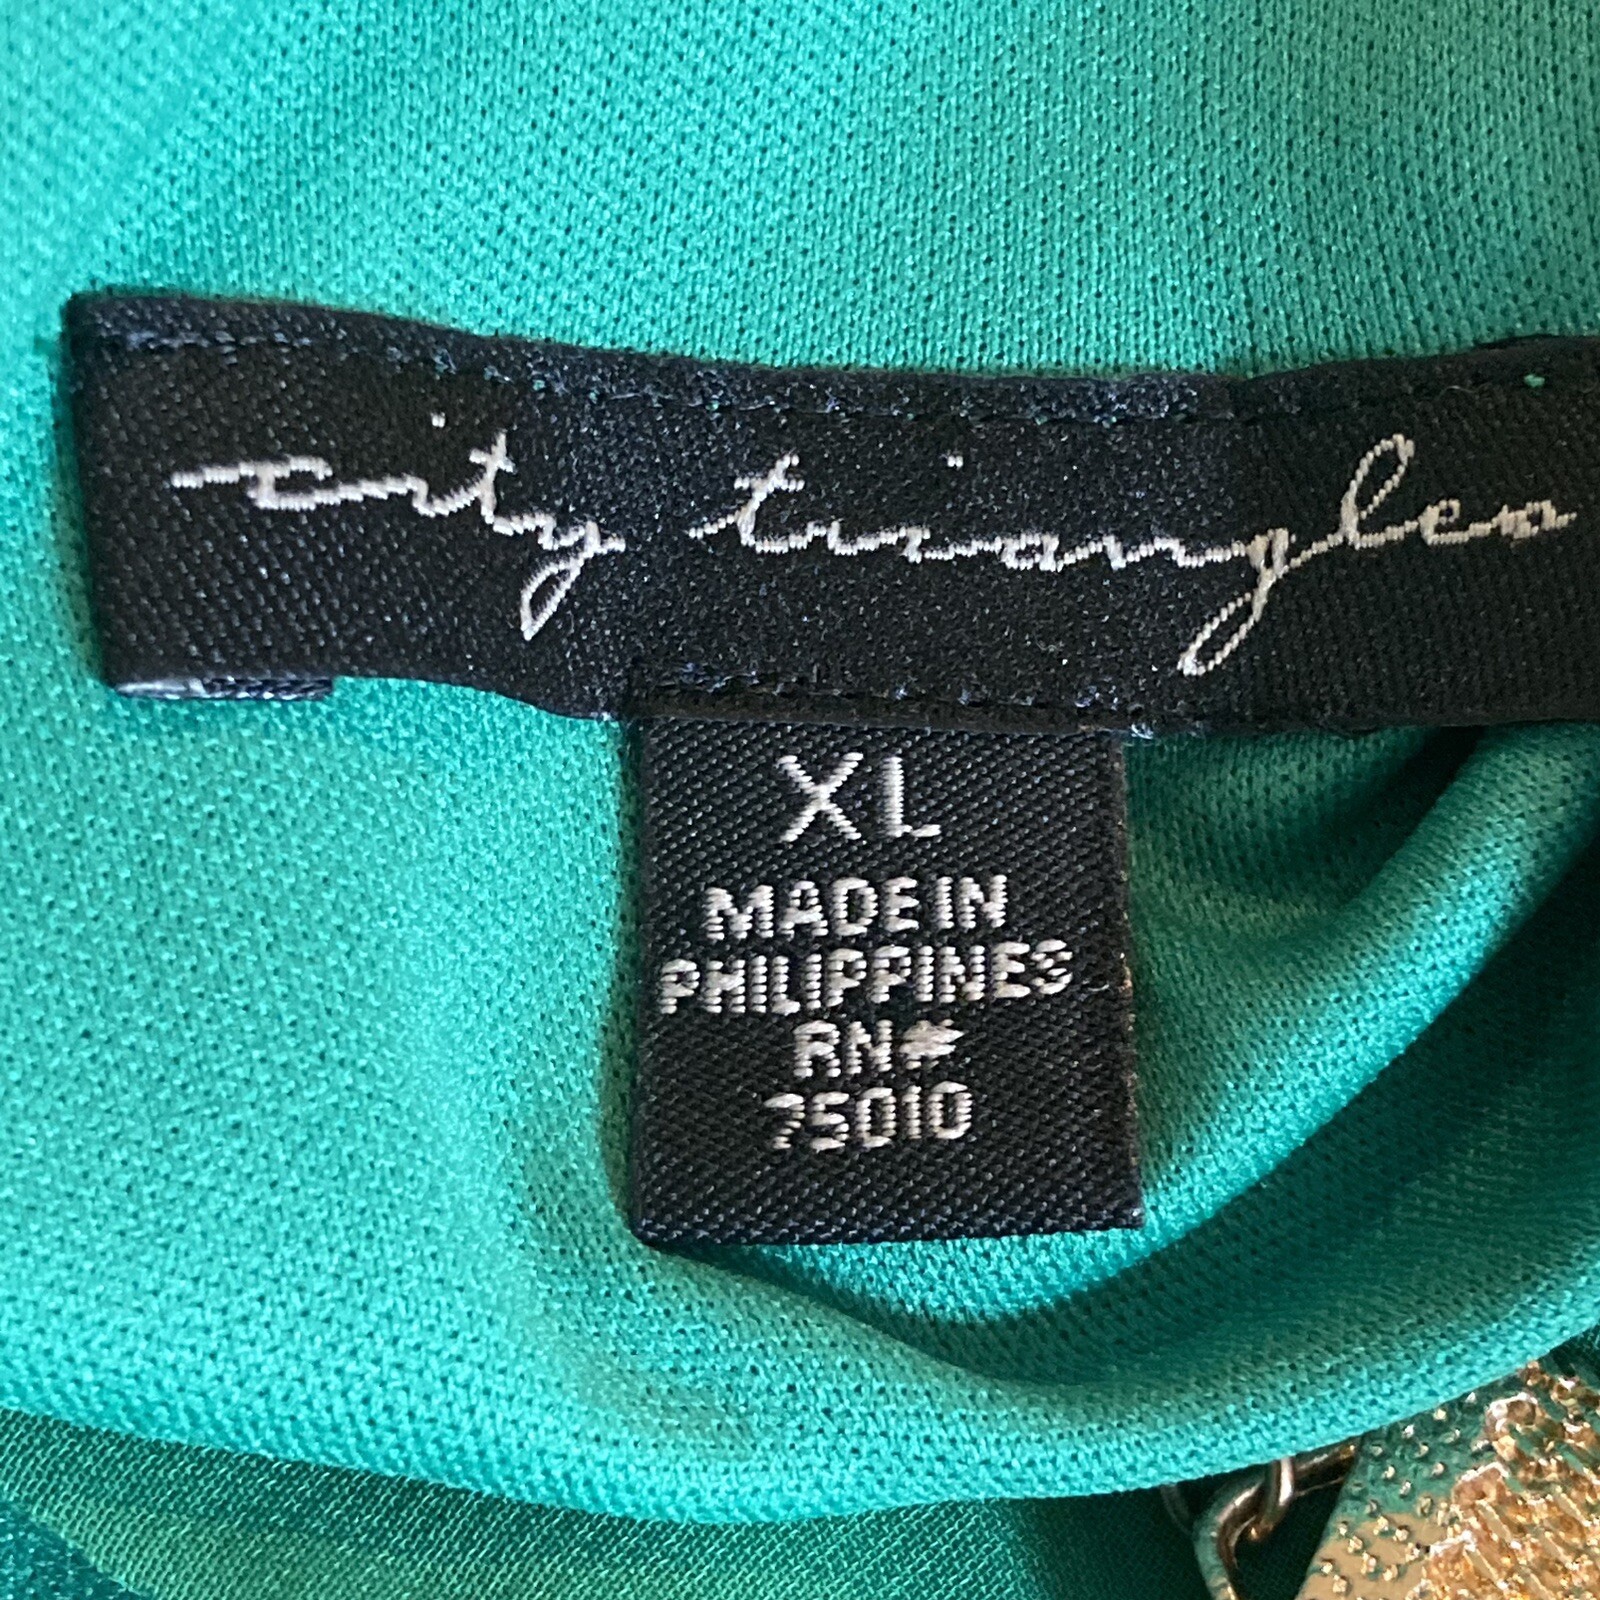 city triangles
XL
MADE IN
PHILIPPINES
RN#
75010